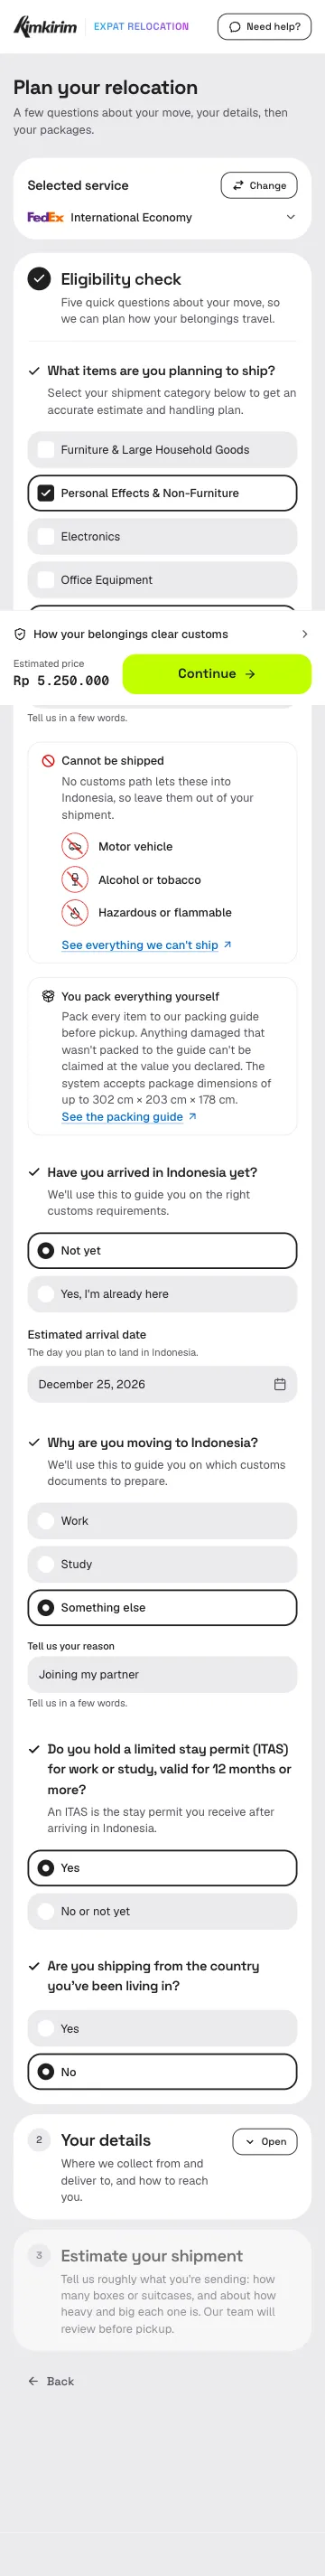 Kimkirim
EXPAT RELOCATION
Need help?
Plan your relocation
A few questions about your move, your details, then
your packages.
Selected service
Change
FedEx
International Economy
Eligibility check
Five quick questions about your move, so
we can plan how your belongings travel.
What items are you planning to ship?
Select your shipment category below to get an
accurate estimate and handling plan.
Furniture & Large Household Goods
Personal Effects & Non-Furniture
Electronics
Office Equipment
How your belongings clear customs
Estimated price
Rp 5.250.000
Continue
Tell us in a few words.
Cannot be shipped
No customs path lets these into
Indonesia, so leave them out of your
shipment.
Motor vehicle
Alcohol or tobacco
Hazardous or flammable
See everything we can't ship
You pack everything yourself
Pack every item to our packing guide
before pickup. Anything damaged that
wasn't packed to the guide can't be
claimed at the value you declared. The
system accepts package dimensions of
up to 302 cm × 203 cm × 178 cm.
See the packing guide
Have you arrived in Indonesia yet?
We'll use this to guide you on the right
customs requirements.
Not yet
Yes, I'm already here
Estimated arrival date
The day you plan to land in Indonesia.
December 25, 2026
Why are you moving to Indonesia?
We'll use this to guide you on which customs
documents to prepare.
Work
Study
Something else
Tell us your reason
Joining my partner
Tell us in a few words.
Do you hold a limited stay permit (ITAS)
for work or study, valid for 12 months or
more?
An ITAS is the stay permit you receive after
arriving in Indonesia.
Yes
No or not yet
Are you shipping from the country
you've been living in?
Yes
No
2
Your details
Open
Where we collect from and
deliver to, and how to reach
you.
3
Estimate your shipment
Tell us roughly what you're sending: how
many boxes or suitcases, and about how
heavy and big each one is. Our team will
review before pickup.
Back